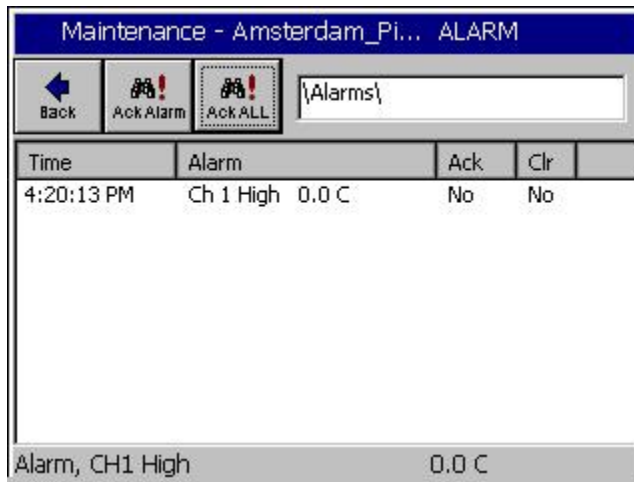 Maintenance - Amsterdam_Pi... ALARM
Back Ack Alarm Ack ALL \Alarms\
Time Alarm Ack Clr
4:20:13 PM Ch 1 High 0.0 C No No
Alarm, CH1 High 0.0 C